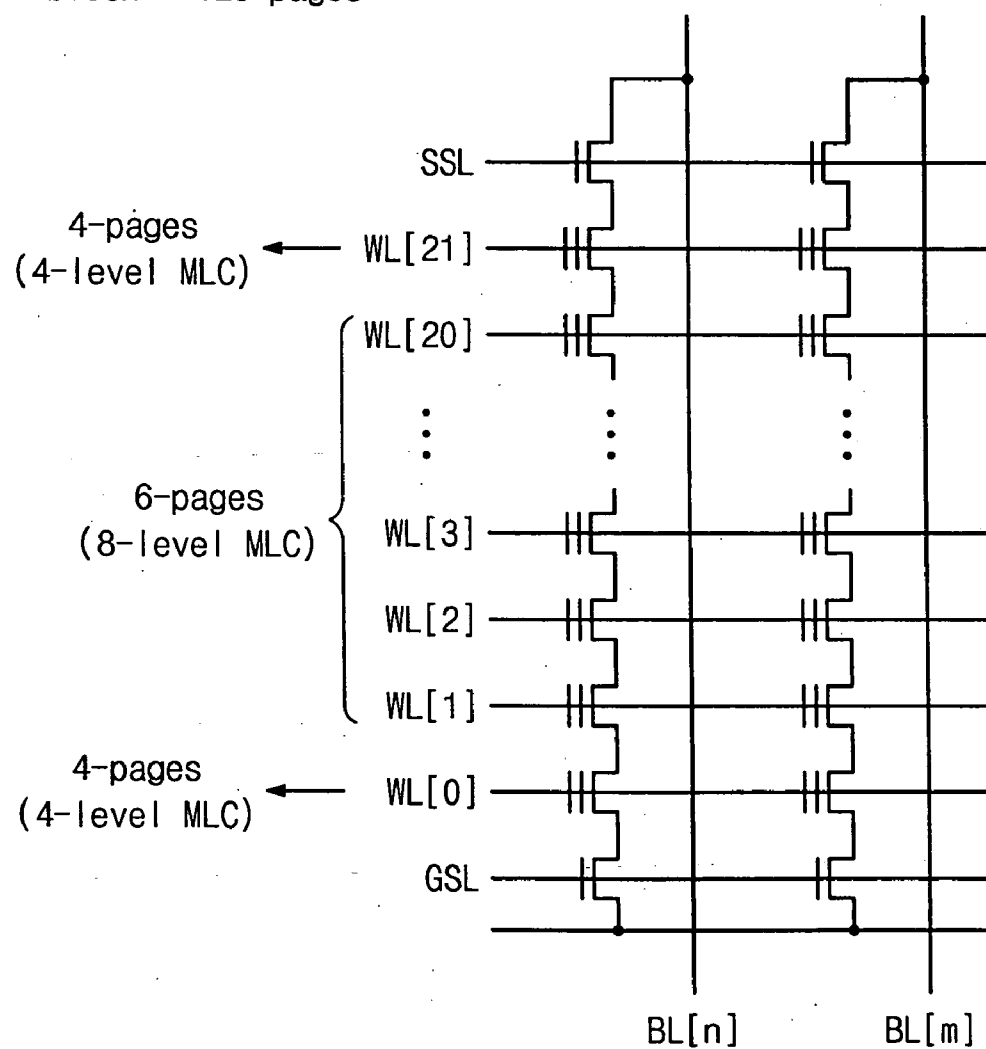 SSL
4-pages
(4-level MLC)
WL[21]
WL[20]
6-pages
(8-level MLC)
WL[3]
WL[2]
WL[1]
4-pages
(4-level MLC)
WL[0]
GSL
BL[n]
BL[m]